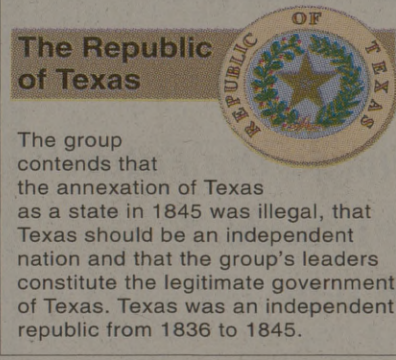 The Republic
of Texas
REPUBLIC OF TEXAS
The group
contends that
the annexation of Texas
as a state in 1845 was illegal, that
Texas should be an independent
nation and that the group's leaders
constitute the legitimate government
of Texas. Texas was an independent
republic from 1836 to 1845.